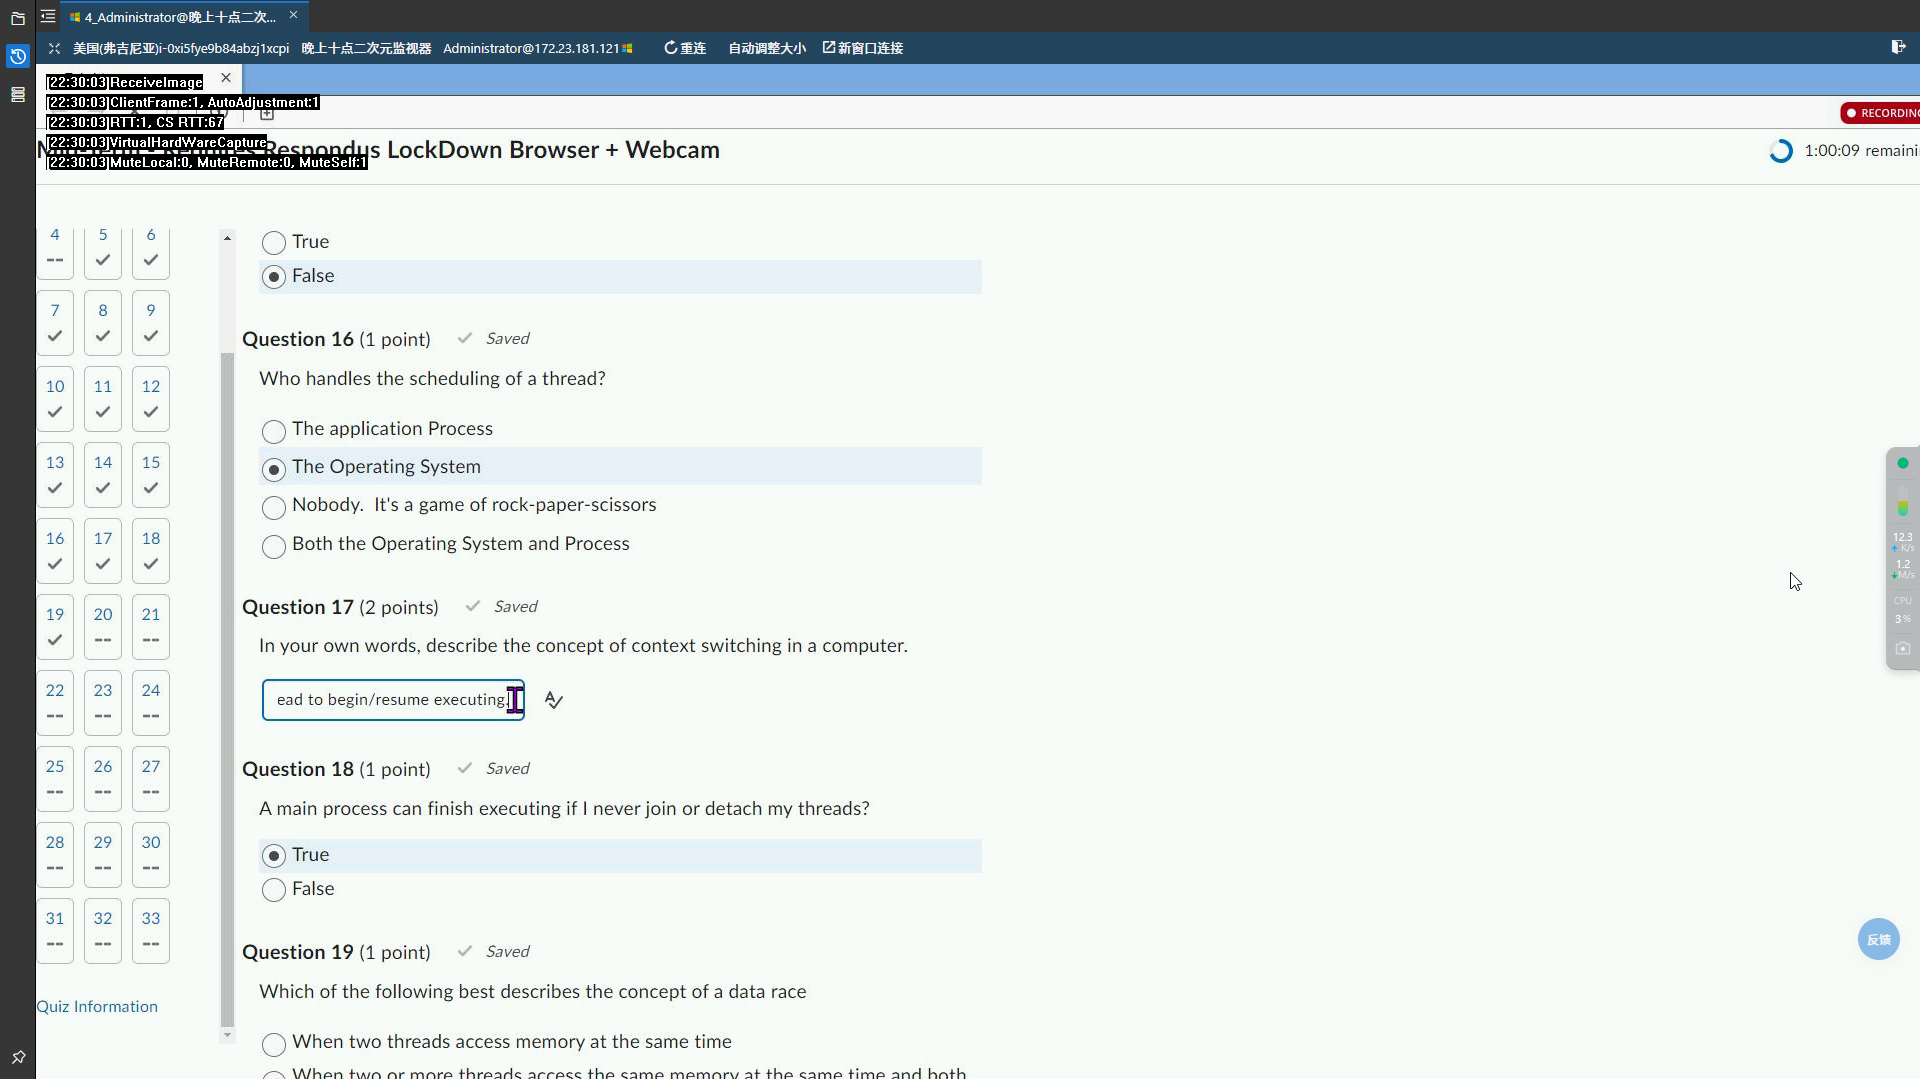 4_Administrator@晚上十点二次...
美国(弗吉尼亚)i-0xi5fye9b84abzj1xcpi 晚上十点二次元监视器 Administrator@172.23.181.121 重连 自动调整大小 新窗口连接
[22:30:03]ReceiveImage
[22:30:03]ClientFrame:1, AutoAdjustment:1
[22:30:03]RTT:1, CS RTT:67
[22:30:03]VirtualHardWareCapture
[22:30:03]MuteLocal:0, MuteRemote:0, MuteSelf:1
RECORDING
Respondus LockDown Browser + Webcam
1:00:09 remaini
4 5 6
--
7 8 9
10 11 12
13 14 15
16 17 18
19 20 21
-- --
22 23 24
-- -- --
25 26 27
-- -- --
28 29 30
-- -- --
31 32 33
-- -- --
Quiz Information
True
False
Question 16 (1 point) Saved
Who handles the scheduling of a thread?
The application Process
The Operating System
Nobody. It's a game of rock-paper-scissors
Both the Operating System and Process
Question 17 (2 points) Saved
In your own words, describe the concept of context switching in a computer.
ead to begin/resume executing.
Question 18 (1 point) Saved
A main process can finish executing if I never join or detach my threads?
True
False
Question 19 (1 point) Saved
Which of the following best describes the concept of a data race
When two threads access memory at the same time
When two or more threads access the same memory at the same time and both
12.3
K/s
1.2
M/s
CPU
3%
反馈